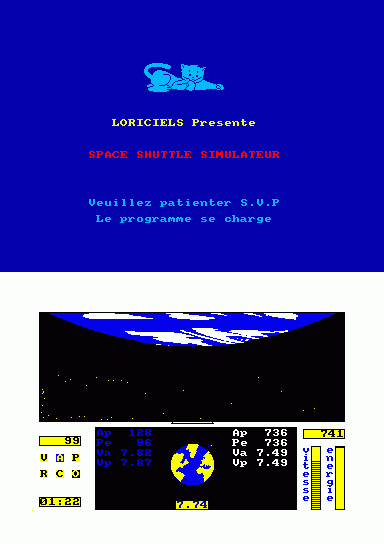 LORICIELS Presente
SPACE SHUTTLE SIMULATEUR
Veuillez patienter S.V.P
Le programme se charge
99
V A P
R C O
01:22
Ap 188
Pe 96
Va 7.82
Vp 7.87
7.74
Ap 736
Pe 736
Va 7.49
Vp 7.49
741
vitesse
energie